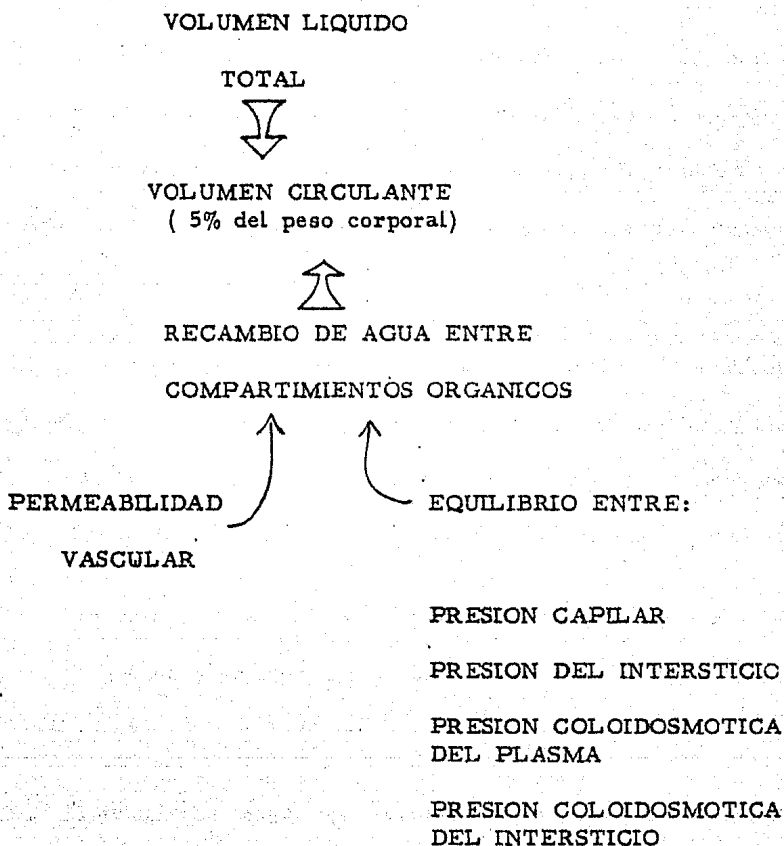 VOLUMEN LIQUIDO
TOTAL
VOLUMEN CIRCULANTE
( 5% del peso corporal)
RECAMBIO DE AGUA ENTRE
COMPARTIMIENTOS ORGANICOS
PERMEABILIDAD
VASCULAR
EQUILIBRIO ENTRE:
PRESION CAPILAR
PRESION DEL INTERSTICIO
PRESION COLOIDOSMOTICA
DEL PLASMA
PRESION COLOIDOSMOTICA
DEL INTERSTICIO